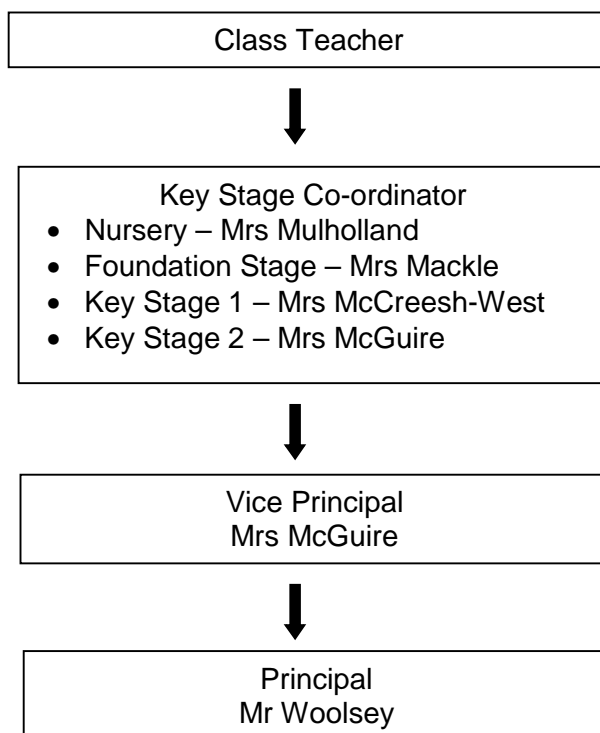 Class Teacher
Key Stage Co-ordinator
• Nursery – Mrs Mulholland
• Foundation Stage – Mrs Mackle
• Key Stage 1 – Mrs McCreesh-West
• Key Stage 2 – Mrs McGuire
Vice Principal
Mrs McGuire
Principal
Mr Woolsey